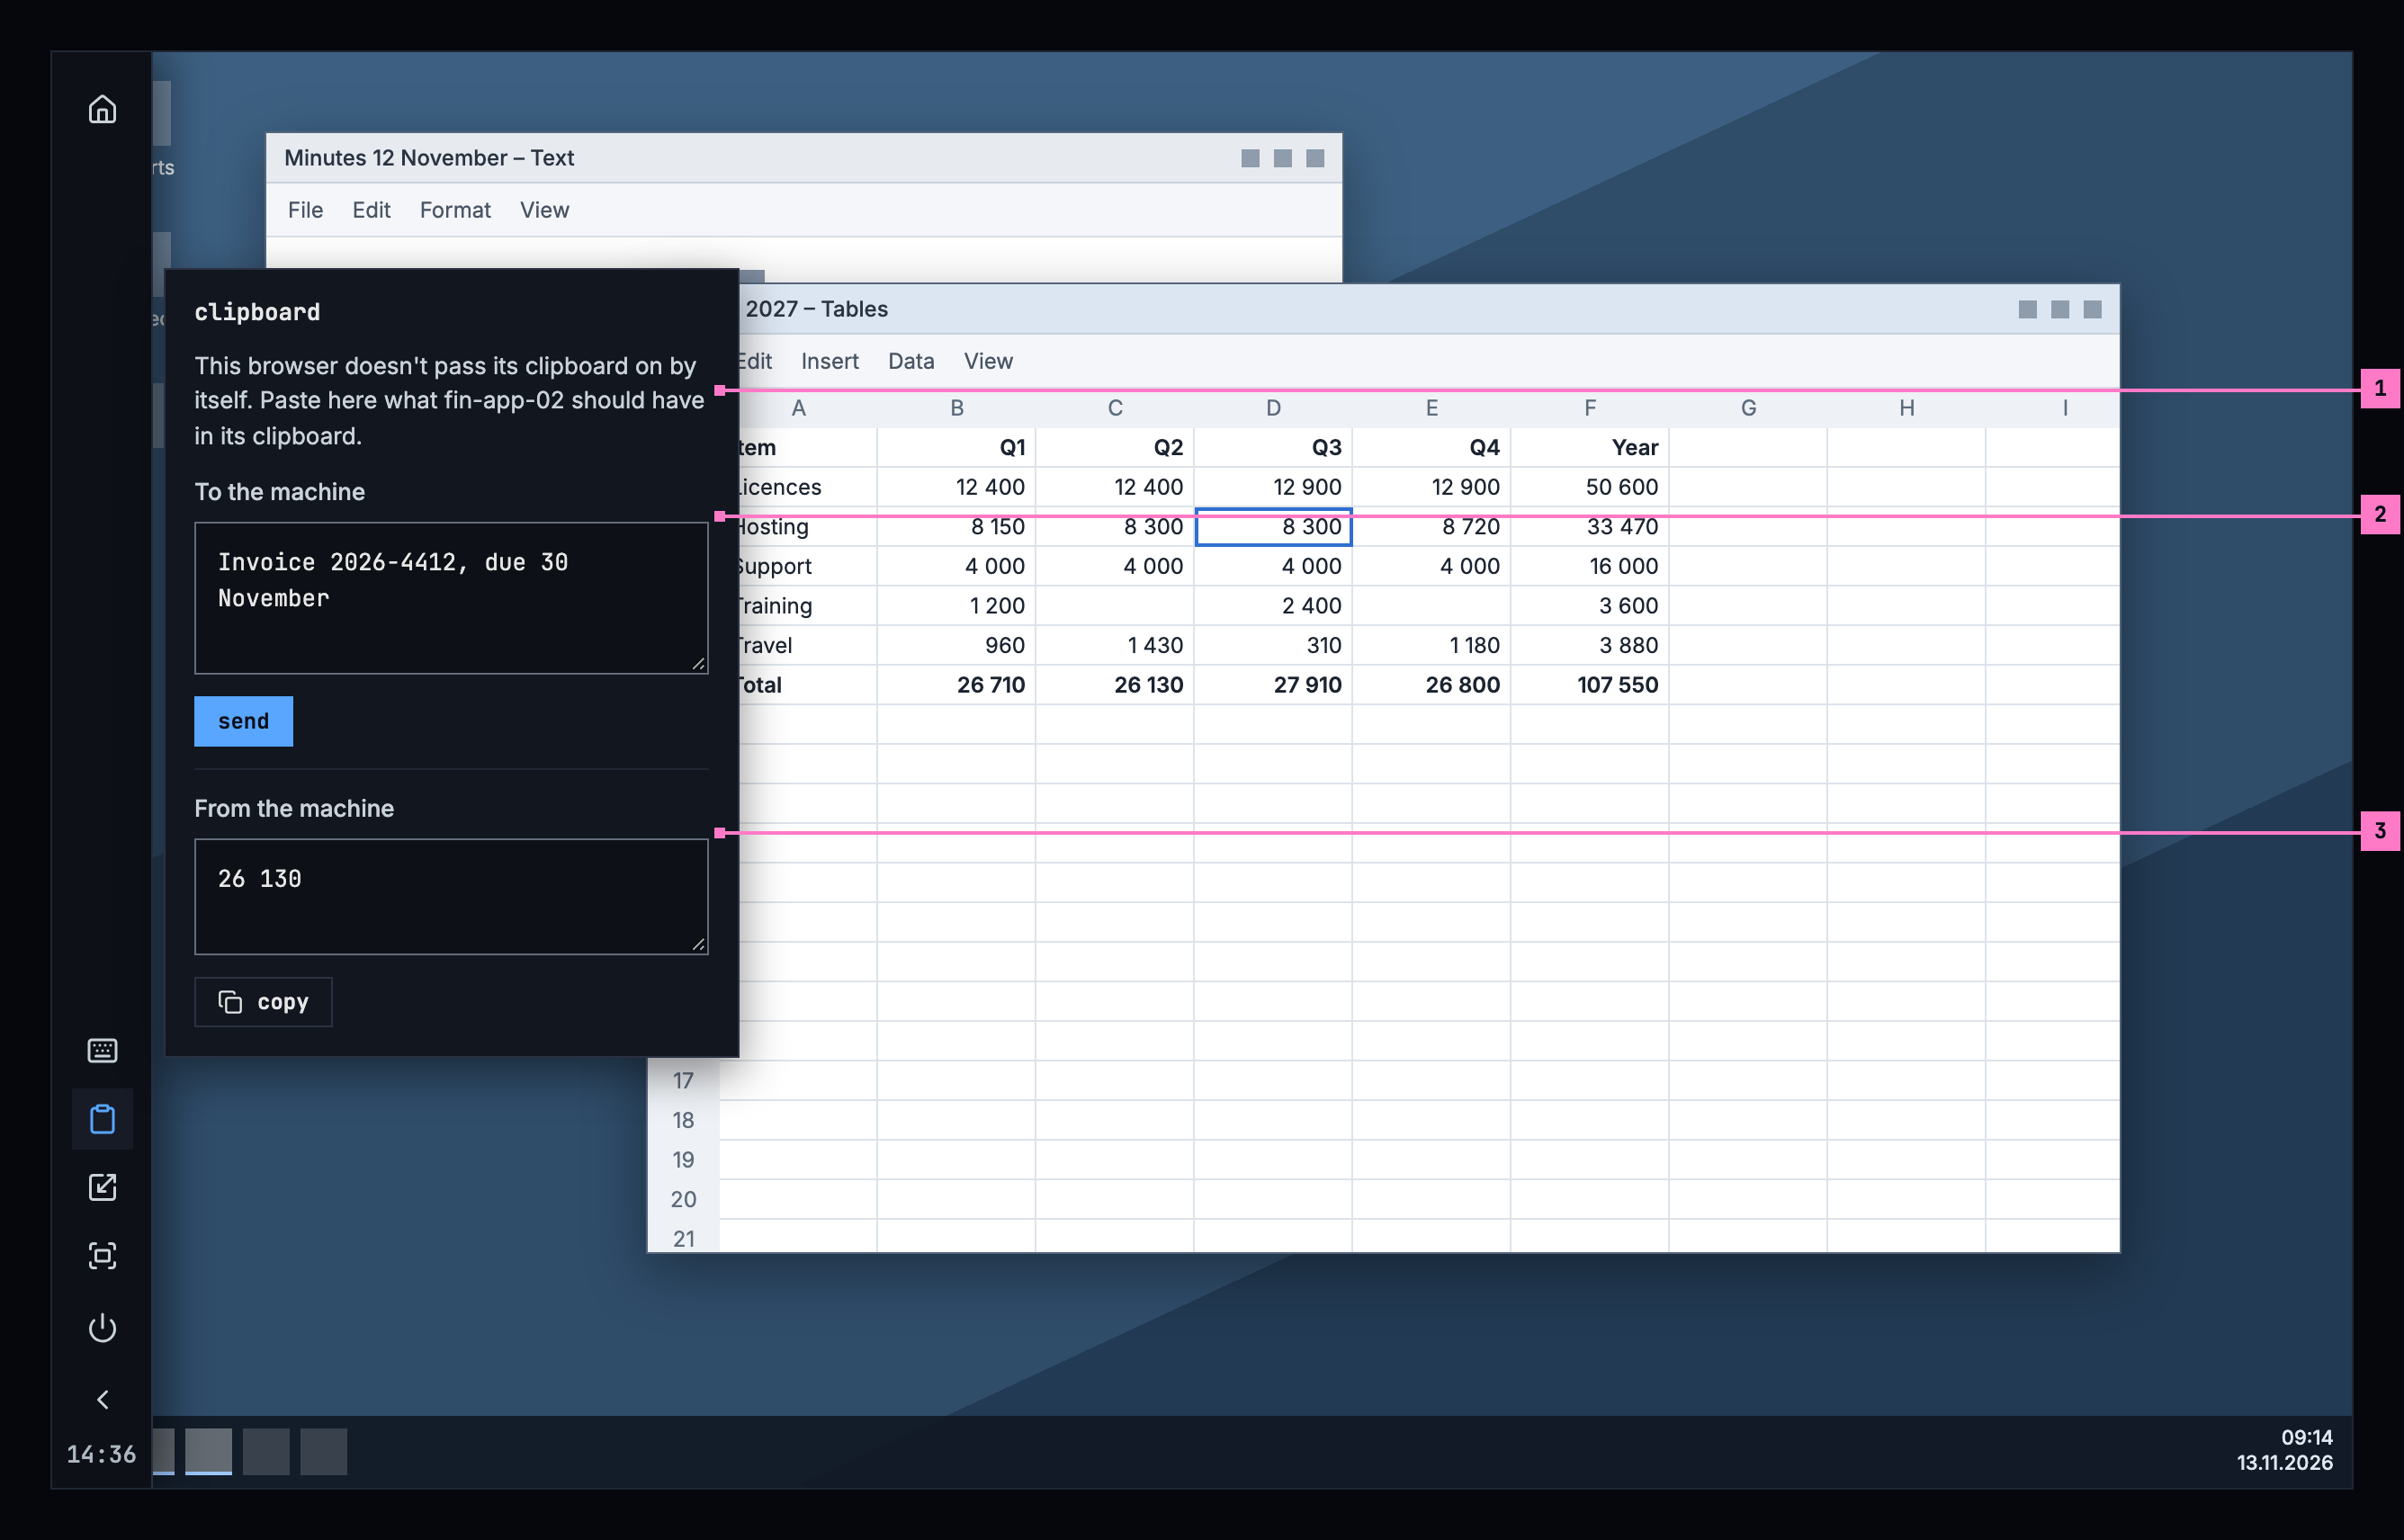 Minutes 12 November – Text
File Edit Format View
clipboard
This browser doesn't pass its clipboard on by
itself. Paste here what fin-app-02 should have
in its clipboard.
To the machine
Invoice 2026-4412, due 30
November
send
From the machine
26 130
copy
14:36
2027 – Tables
Edit Insert Data View
A B C D E F G H I
Q1 Q2 Q3 Q4 Year
Licences 12 400 12 400 12 900 12 900 50 600
Hosting 8 150 8 300 8 300 8 720 33 470
Support 4 000 4 000 4 000 4 000 16 000
Training 1 200 2 400 3 600
Travel 960 1 430 310 1 180 3 880
Total 26 710 26 130 27 910 26 800 107 550
17
18
19
20
21
1
2
3
09:14
13.11.2026